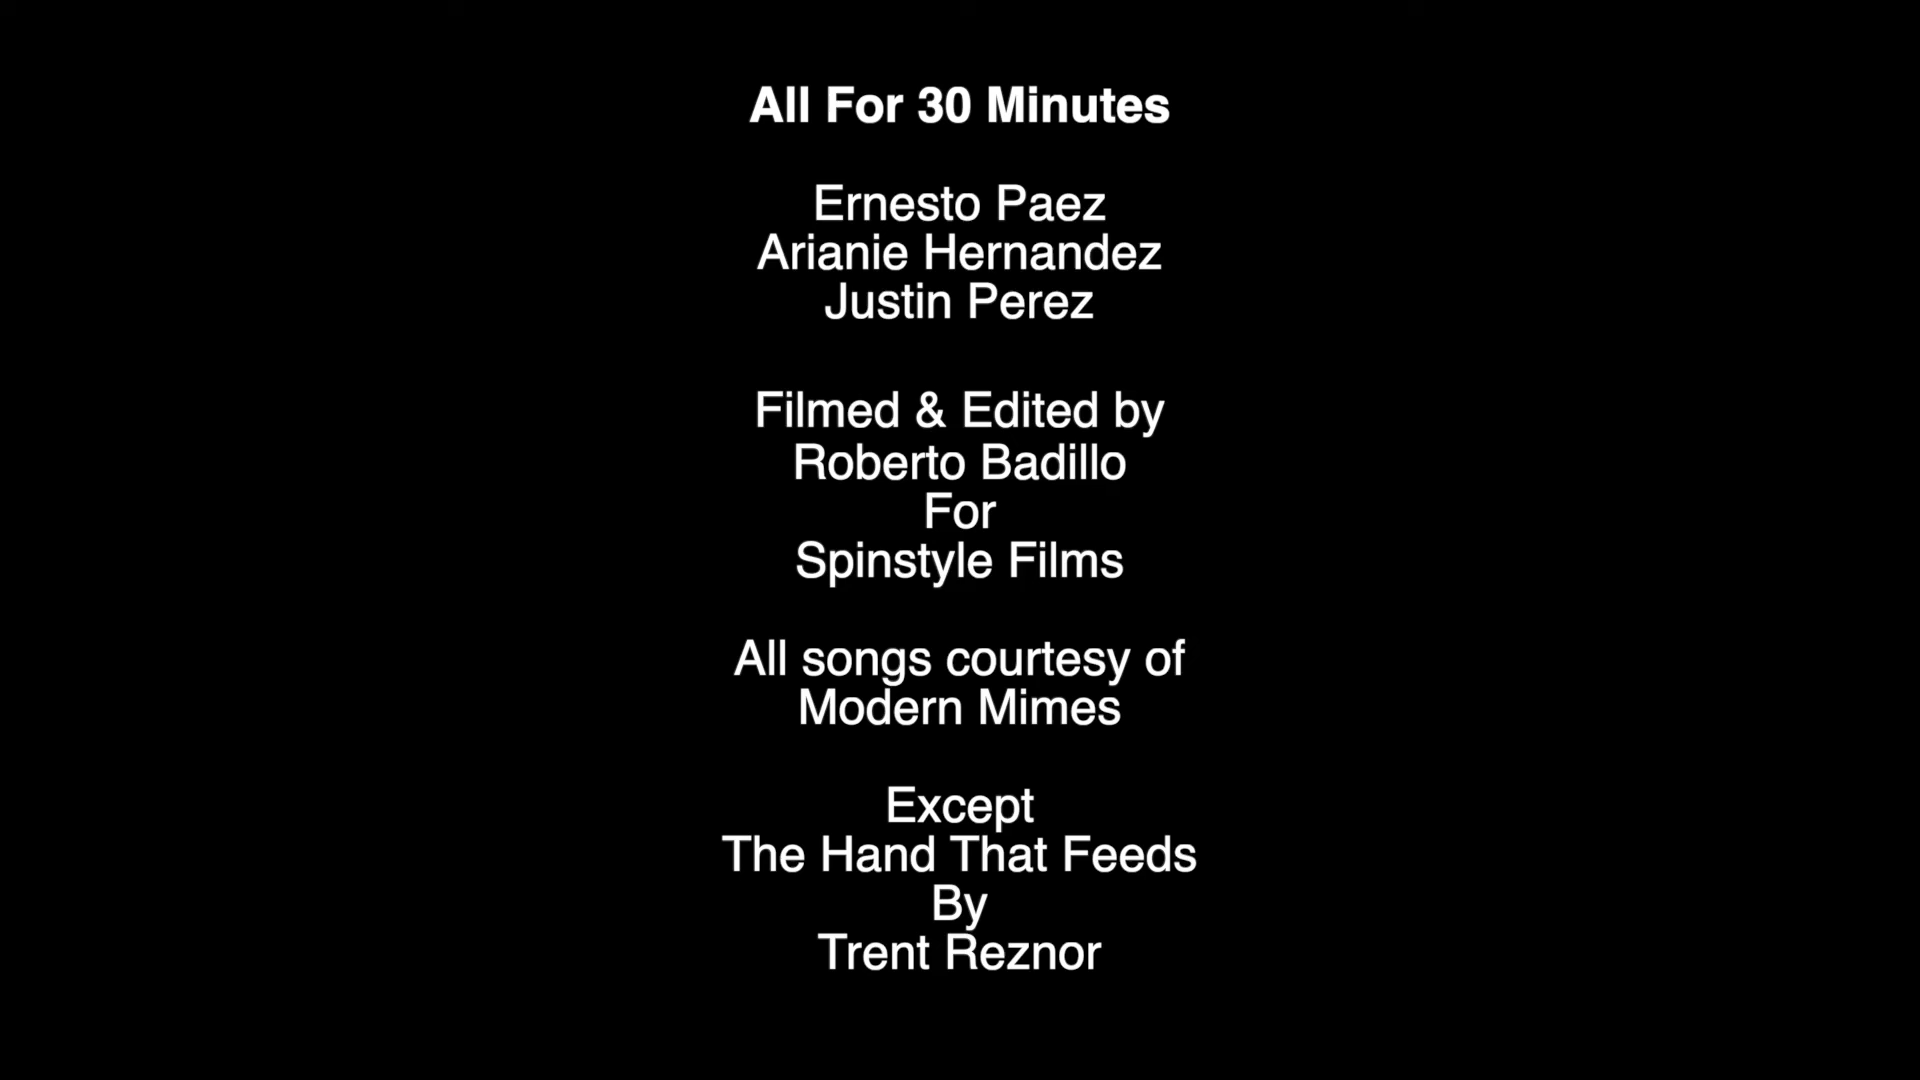 All For 30 Minutes
Ernesto Paez
Arianie Hernandez
Justin Perez
Filmed & Edited by
Roberto Badillo
For
Spinstyle Films
All songs courtesy of
Modern Mimes
Except
The Hand That Feeds
By
Trent Reznor